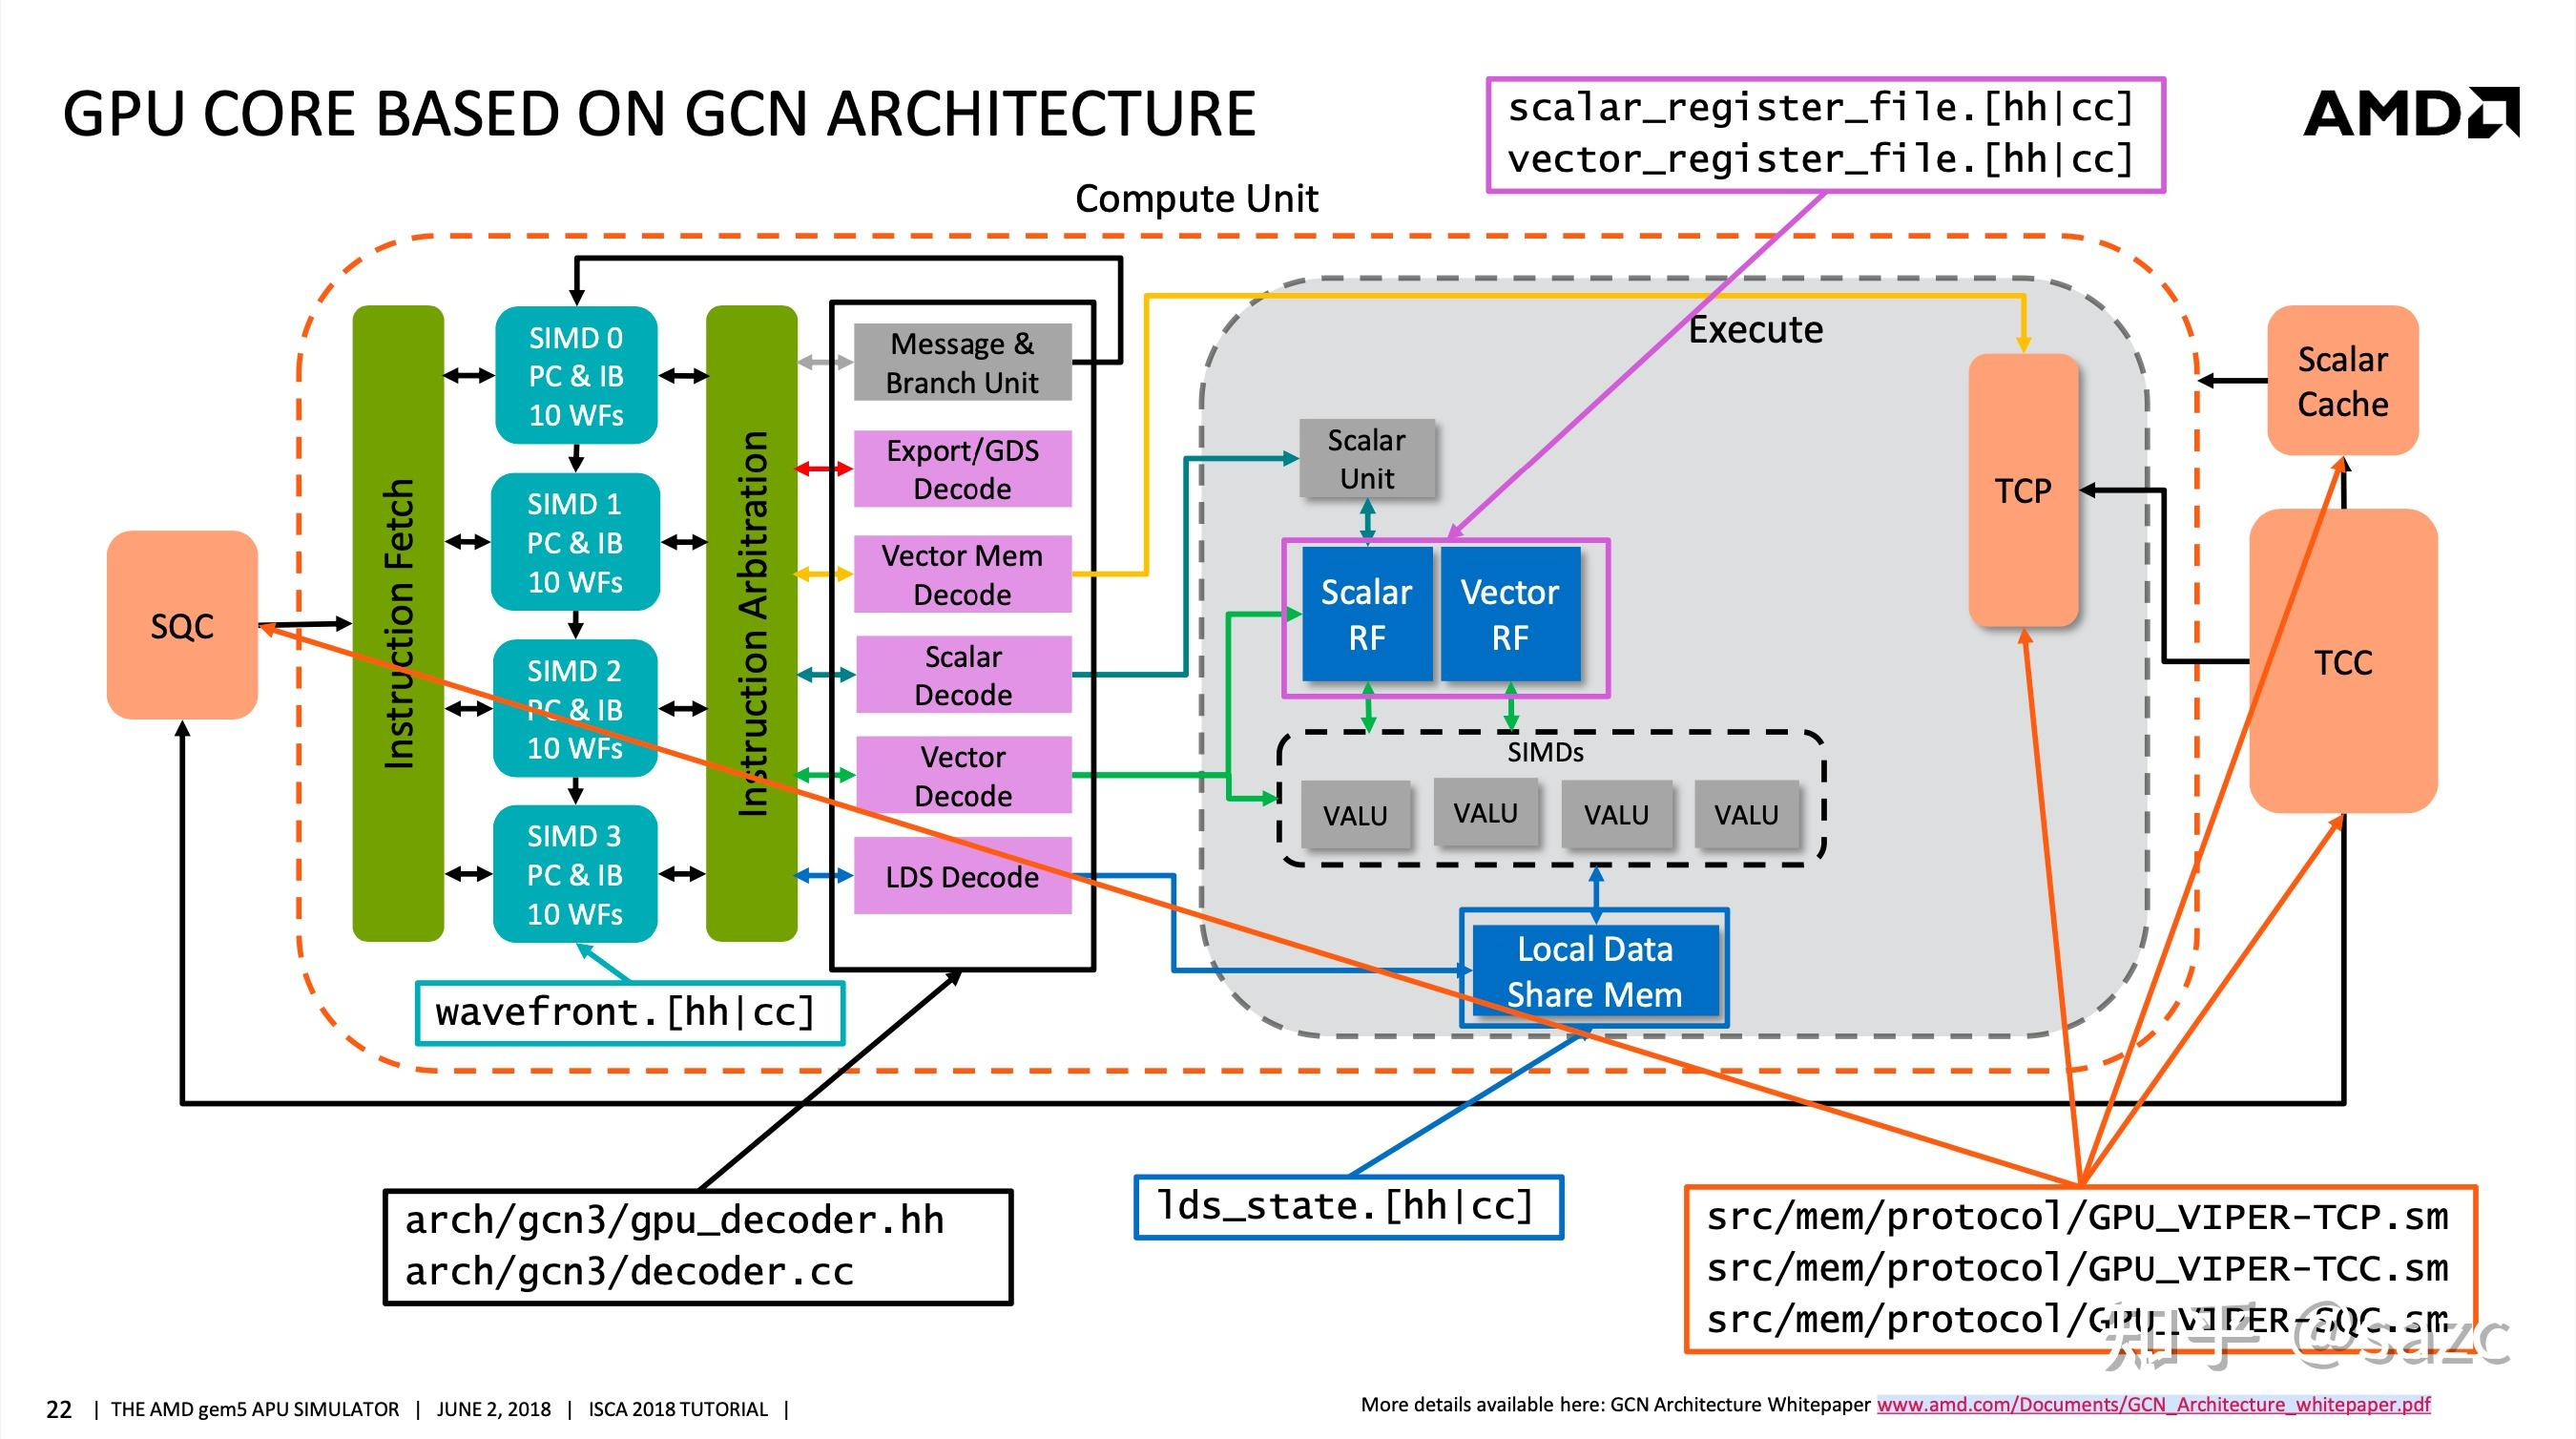 GPU CORE BASED ON GCN ARCHITECTURE
scalar_register_file.[hh|cc]
vector_register_file.[hh|cc]
AMD
Compute Unit
Instruction Fetch
SIMD 0
PC & IB
10 WFs
SIMD 1
PC & IB
10 WFs
SIMD 2
PC & IB
10 WFs
SIMD 3
PC & IB
10 WFs
Instruction Arbitration
Message &
Branch Unit
Export/GDS
Decode
Vector Mem
Decode
Scalar
Decode
Vector
Decode
LDS Decode
Execute
Scalar
Unit
Scalar
RF
Vector
RF
SIMDs
VALU
VALU
VALU
VALU
Local Data
Share Mem
TCP
Scalar
Cache
TCC
SQC
wavefront.[hh|cc]
arch/gcn3/gpu_decoder.hh
arch/gcn3/decoder.cc
lds_state.[hh|cc]
src/mem/protocol/GPU_VIPER-TCP.sm
src/mem/protocol/GPU_VIPER-TCC.sm
src/mem/protocol/GPU_VIPER-SQC.sm
知乎 @sazc
22 | THE AMD gem5 APU SIMULATOR | JUNE 2, 2018 | ISCA 2018 TUTORIAL |
More details available here: GCN Architecture Whitepaper www.amd.com/Documents/GCN_Architecture_whitepaper.pdf